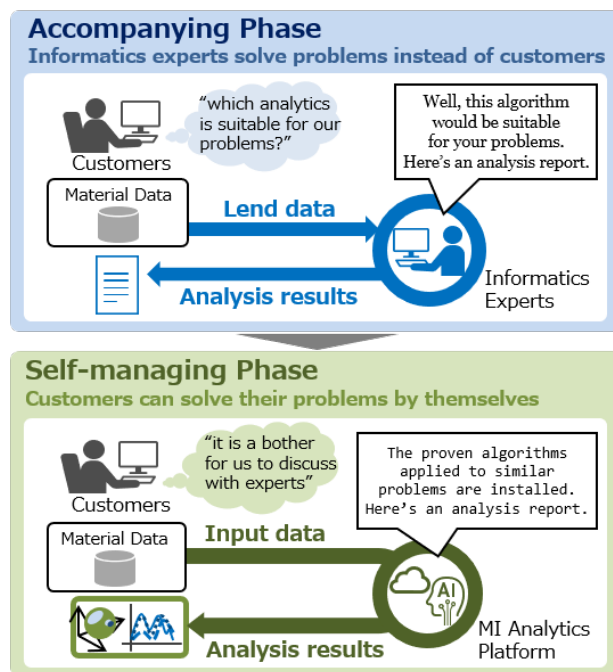 Accompanying Phase
Informatics experts solve problems instead of customers
“which analytics
is suitable for our
problems?”
Customers
Well, this algorithm
would be suitable
for your problems.
Here’s an analysis report.
Material Data
Lend data
Analysis results
Informatics
Experts
Self-managing Phase
Customers can solve their problems by themselves
“it is a bother
for us to discuss
with experts”
Customers
The proven algorithms
applied to similar
problems are installed.
Here’s an analysis report.
Material Data
Input data
AI
Analysis results
MI Analytics
Platform